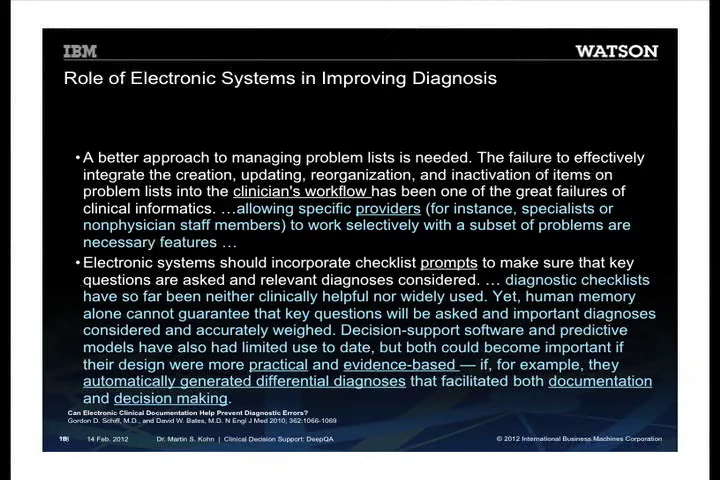 IBM
WATSON
Role of Electronic Systems in Improving Diagnosis
• A better approach to managing problem lists is needed. The failure to effectively
integrate the creation, updating, reorganization, and inactivation of items on
problem lists into the clinician's workflow has been one of the great failures of
clinical informatics. …allowing specific providers (for instance, specialists or
nonphysician staff members) to work selectively with a subset of problems are
necessary features …
• Electronic systems should incorporate checklist prompts to make sure that key
questions are asked and relevant diagnoses considered. … diagnostic checklists
have so far been neither clinically helpful nor widely used. Yet, human memory
alone cannot guarantee that key questions will be asked and important diagnoses
considered and accurately weighed. Decision-support software and predictive
models have also had limited use to date, but both could become important if
their design were more practical and evidence-based — if, for example, they
automatically generated differential diagnoses that facilitated both documentation
and decision making.
Can Electronic Clinical Documentation Help Prevent Diagnostic Errors?
Gordon D. Schiff, M.D., and David W. Bates, M.D. N Engl J Med 2010; 362:1066-1069
14 Feb. 2012 Dr. Martin S. Kohn | Clinical Decision Support: DeepQA © 2012 International Business Machines Corporation